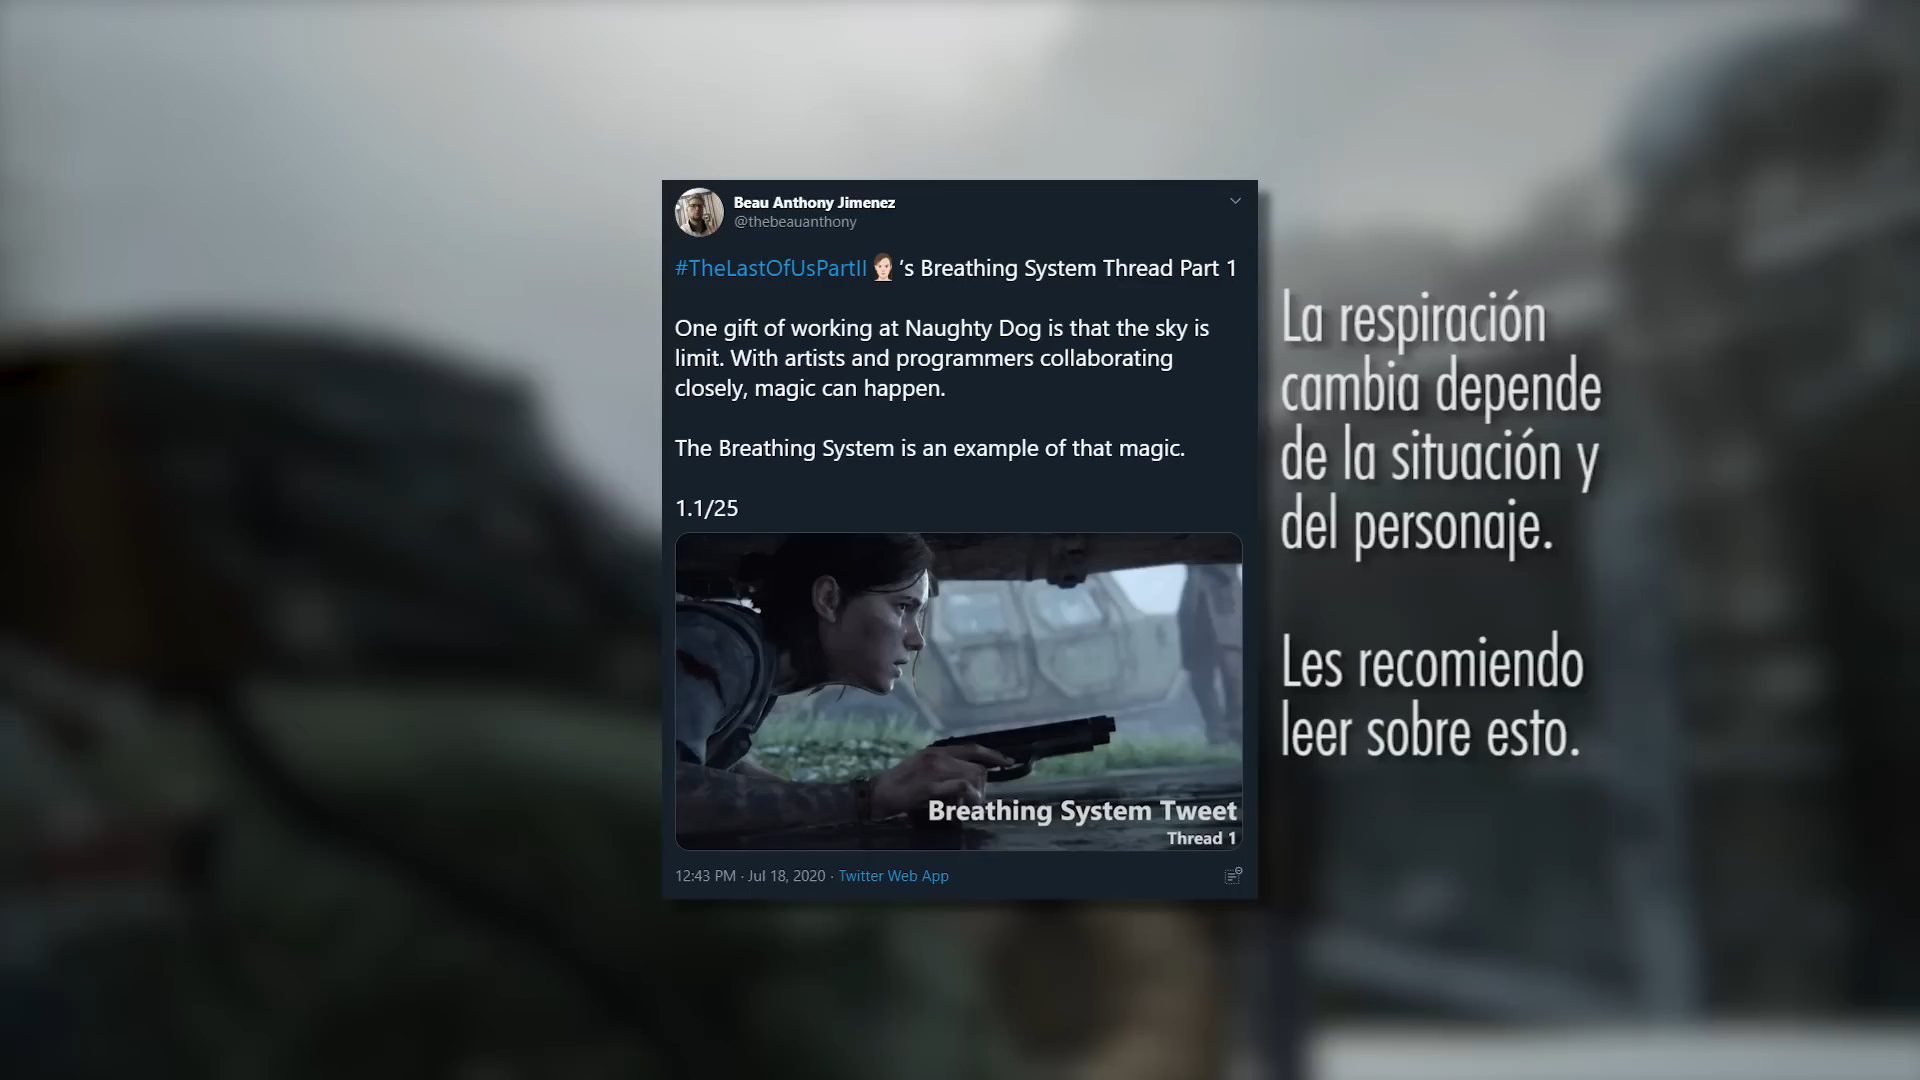 Beau Anthony Jimenez
@thebeauanthony
#TheLastOfUsPartII 's Breathing System Thread Part 1
One gift of working at Naughty Dog is that the sky is
limit. With artists and programmers collaborating
closely, magic can happen.
The Breathing System is an example of that magic.
1.1/25
Breathing System Tweet
Thread 1
12:43 PM · Jul 18, 2020 · Twitter Web App
La respiración
cambia depende
de la situación y
del personaje.
Les recomiendo
leer sobre esto.